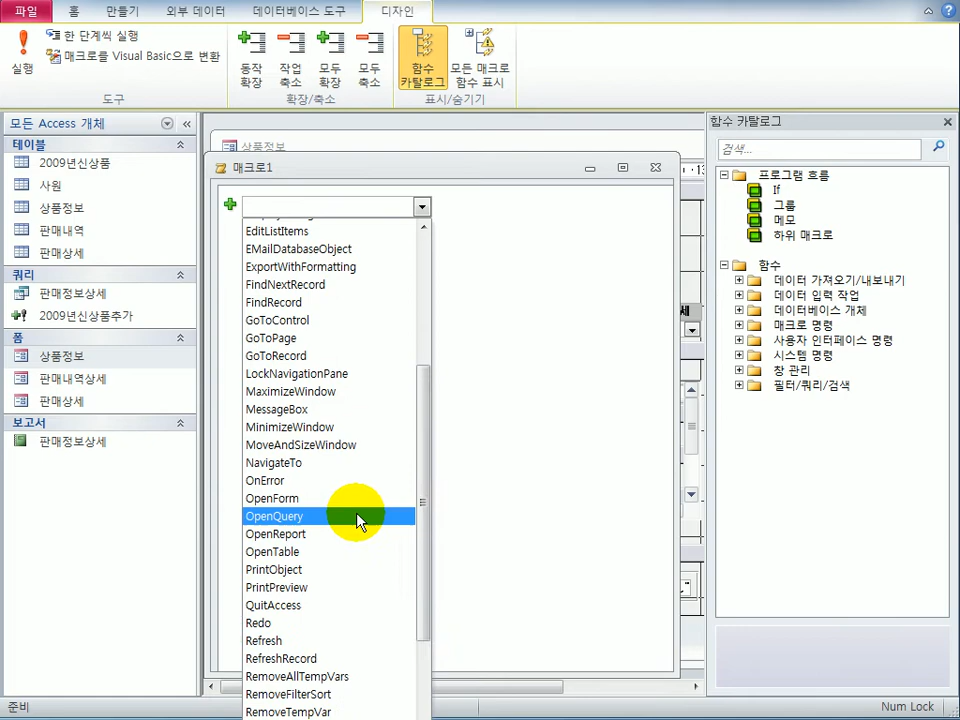 파일 홈 만들기 외부 데이터 데이터베이스 도구 디자인
실행
한 단계씩 실행
매크로를 Visual Basic으로 변환
도구
동작
확장
작업
축소
모두
확장
모두
축소
확장/축소
함수
카탈로그
모든 매크로
함수 표시
표시/숨기기
모든 Access 개체
테이블
2009년신상품
사원
상품정보
판매내역
판매상세
쿼리
판매정보상세
2009년신상품추가
폼
상품정보
판매내역상세
판매상세
보고서
판매정보상세
상품정보
매크로1
EditListItems
EMailDatabaseObject
ExportWithFormatting
FindNextRecord
FindRecord
GoToControl
GoToPage
GoToRecord
LockNavigationPane
MaximizeWindow
MessageBox
MinimizeWindow
MoveAndSizeWindow
NavigateTo
OnError
OpenForm
OpenQuery
OpenReport
OpenTable
PrintObject
PrintPreview
QuitAccess
Redo
Refresh
RefreshRecord
RemoveAllTempVars
RemoveFilterSort
RemoveTempVar
함수 카탈로그
검색...
프로그램 흐름
If
그룹
메모
하위 매크로
함수
데이터 가져오기/내보내기
데이터 입력 작업
데이터베이스 개체
매크로 명령
사용자 인터페이스 명령
시스템 명령
창 관리
필터/쿼리/검색
준비
Num Lock